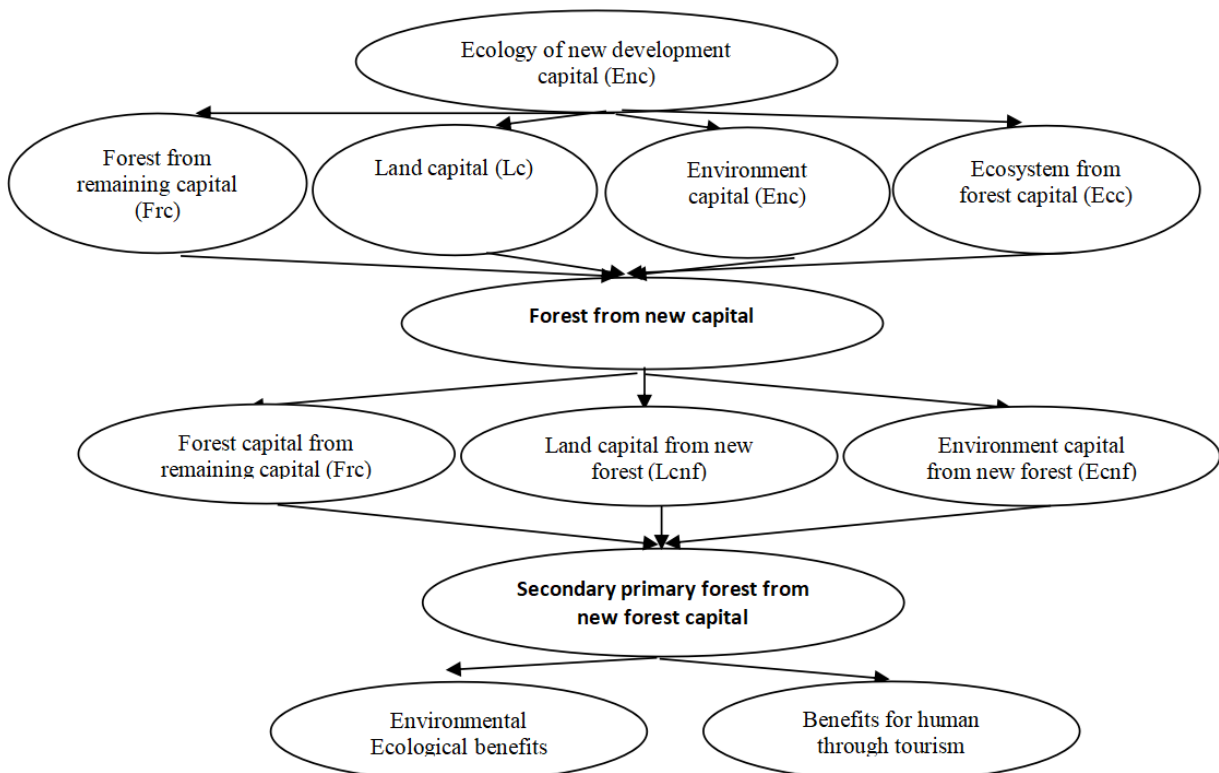 Ecology of new development
capital (Enc)
Forest from
remaining capital
(Frc)
Land capital (Lc)
Environment
capital (Enc)
Ecosystem from
forest capital (Ecc)
Forest from new capital
Forest capital from
remaining capital (Frc)
Land capital from new
forest (Lcnf)
Environment capital
from new forest (Ecnf)
Secondary primary forest from
new forest capital
Environmental
Ecological benefits
Benefits for human
through tourism